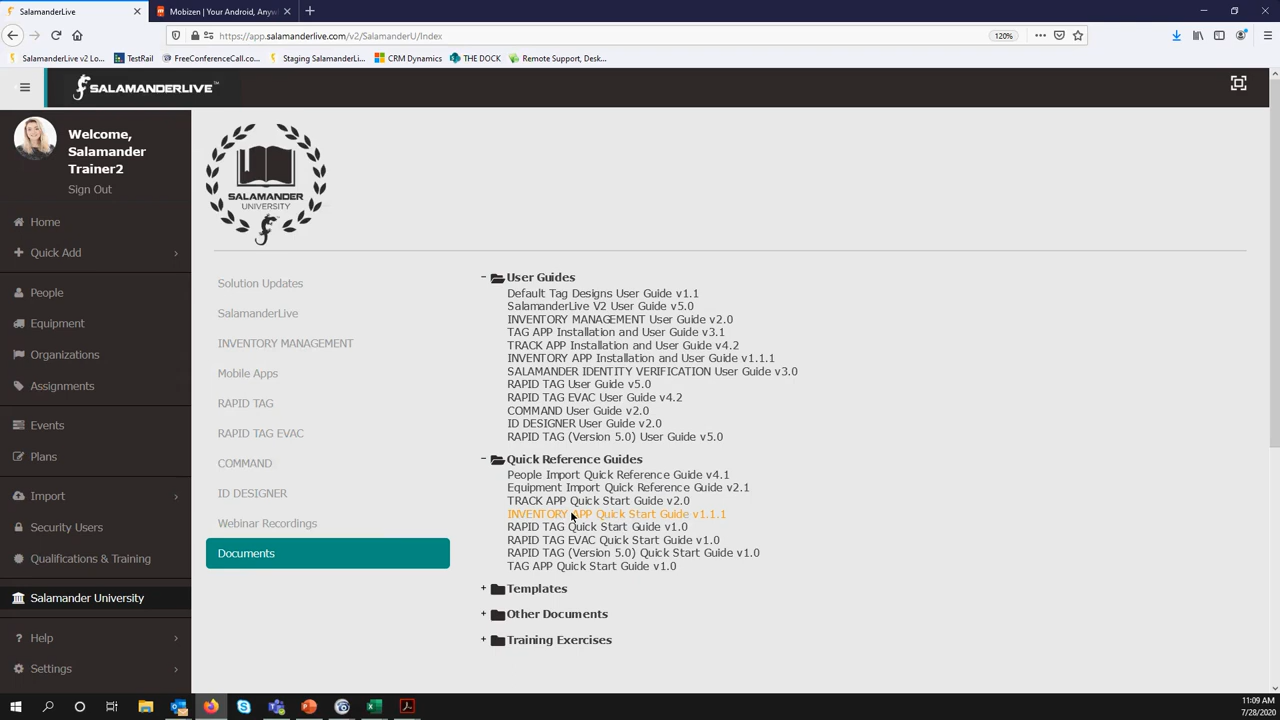 SalamanderLive
Mobizen | Your Android, Anyw
https://app.salamanderlive.com/v2/SalamanderU/Index
120%
SalamanderLive v2 Lo...
TestRail
FreeConferenceCall.co...
Staging SalamanderLi...
CRM Dynamics
THE DOCK
Remote Support, Desk...
SALAMANDERLIVE™
Welcome,
Salamander
Trainer2
Sign Out
Home
Quick Add
People
Equipment
Organizations
Assignments
Events
Plans
Import
Security Users
Qualifications & Training
Salamander University
Help
Settings
SALAMANDER
UNIVERSITY
Solution Updates
SalamanderLive
INVENTORY MANAGEMENT
Mobile Apps
RAPID TAG
RAPID TAG EVAC
COMMAND
ID DESIGNER
Webinar Recordings
Documents
User Guides
Default Tag Designs User Guide v1.1
SalamanderLive V2 User Guide v5.0
INVENTORY MANAGEMENT User Guide v2.0
TAG APP Installation and User Guide v3.1
TRACK APP Installation and User Guide v4.2
INVENTORY APP Installation and User Guide v1.1.1
SALAMANDER IDENTITY VERIFICATION User Guide v3.0
RAPID TAG User Guide v5.0
RAPID TAG EVAC User Guide v4.2
COMMAND User Guide v2.0
ID DESIGNER User Guide v2.0
RAPID TAG (Version 5.0) User Guide v5.0
Quick Reference Guides
People Import Quick Reference Guide v4.1
Equipment Import Quick Reference Guide v2.1
TRACK APP Quick Start Guide v2.0
INVENTORY APP Quick Start Guide v1.1.1
RAPID TAG Quick Start Guide v1.0
RAPID TAG EVAC Quick Start Guide v1.0
RAPID TAG (Version 5.0) Quick Start Guide v1.0
TAG APP Quick Start Guide v1.0
Templates
Other Documents
Training Exercises
11:09 AM
7/28/2020